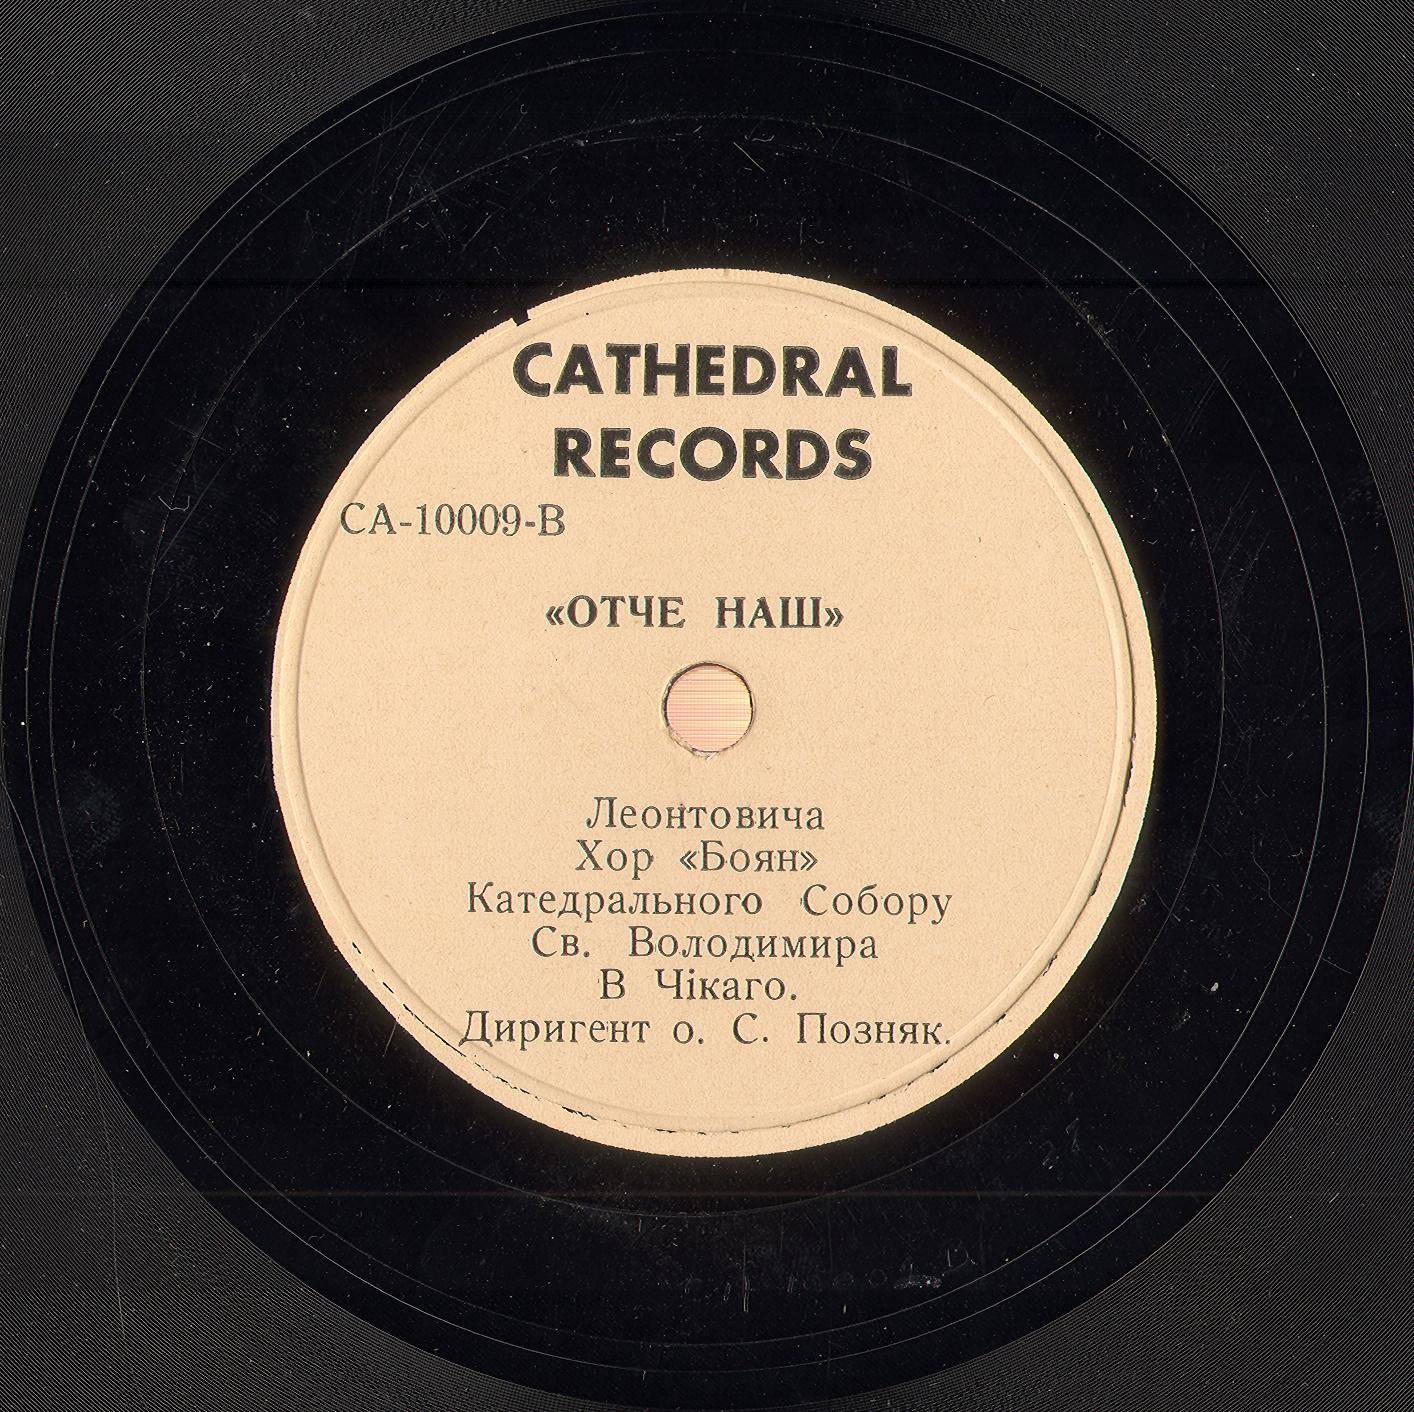 CATHEDRAL
RECORDS
CA-10009-B
«ОТЧЕ НАШ»
Леонтовича
Хор «Боян»
Катедрального Собору
Св. Володимира
В Чікаго.
Диригент о. С. Позняк.